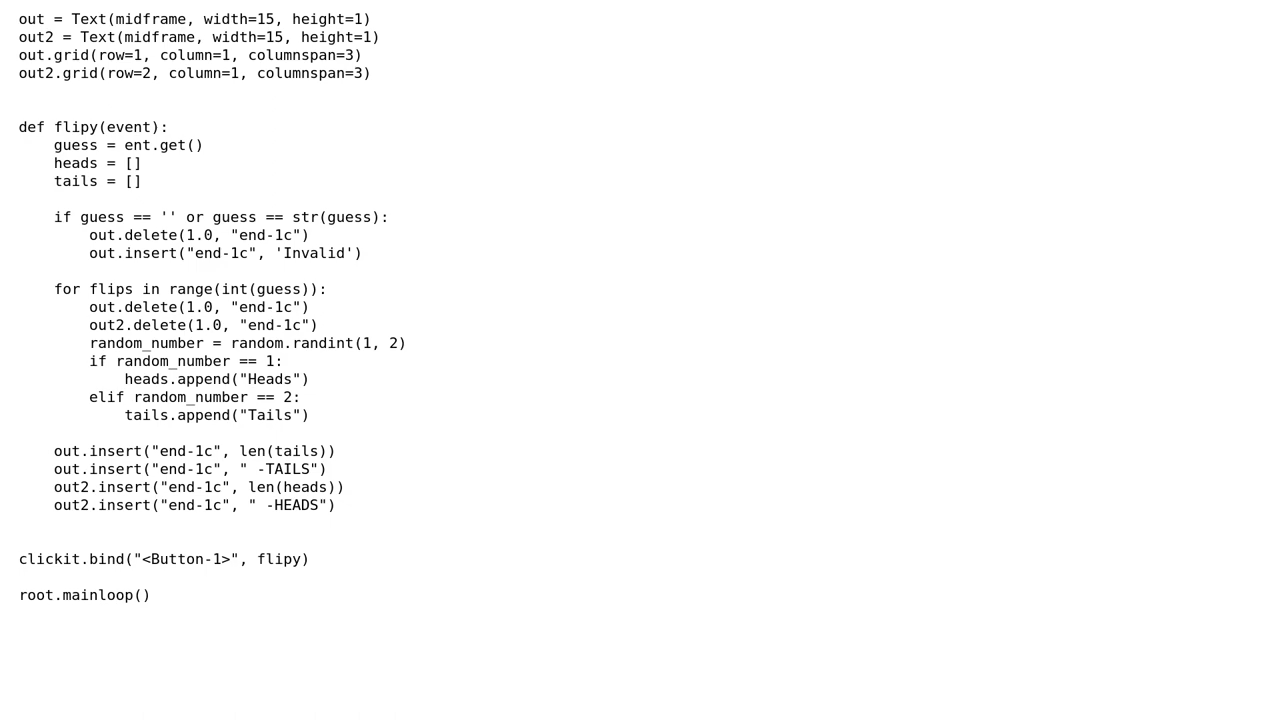 out = Text(midframe, width=15, height=1)
out2 = Text(midframe, width=15, height=1)
out.grid(row=1, column=1, columnspan=3)
out2.grid(row=2, column=1, columnspan=3)


def flipy(event):
    guess = ent.get()
    heads = []
    tails = []

    if guess == '' or guess == str(guess):
        out.delete(1.0, "end-1c")
        out.insert("end-1c", 'Invalid')

    for flips in range(int(guess)):
        out.delete(1.0, "end-1c")
        out2.delete(1.0, "end-1c")
        random_number = random.randint(1, 2)
        if random_number == 1:
            heads.append("Heads")
        elif random_number == 2:
            tails.append("Tails")

    out.insert("end-1c", len(tails))
    out.insert("end-1c", " -TAILS")
    out2.insert("end-1c", len(heads))
    out2.insert("end-1c", " -HEADS")


clickit.bind("<Button-1>", flipy)

root.mainloop()